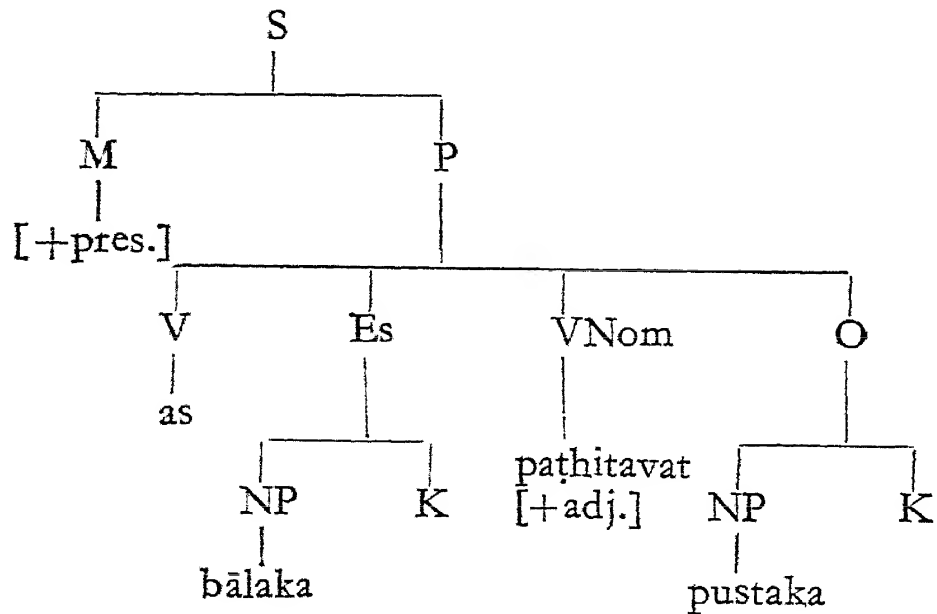 S
M P
[+pres.]
V Es VNom O
as
paṭhitavat
NP K [+adj.] NP K
bālaka pustaka